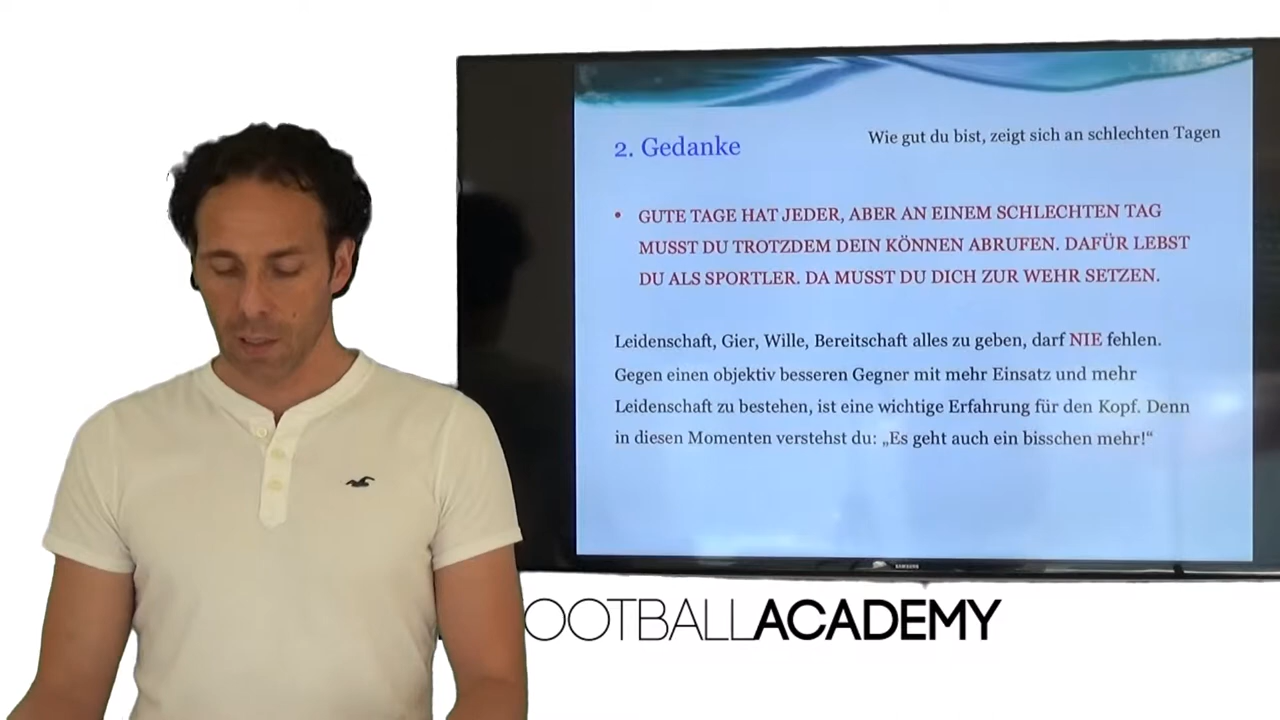 2. Gedanke
Wie gut du bist, zeigt sich an schlechten Tagen
• GUTE TAGE HAT JEDER, ABER AN EINEM SCHLECHTEN TAG
MUSST DU TROTZDEM DEIN KÖNNEN ABRUFEN. DAFÜR LEBST
DU ALS SPORTLER. DA MUSST DU DICH ZUR WEHR SETZEN.
Leidenschaft, Gier, Wille, Bereitschaft alles zu geben, darf NIE fehlen.
Gegen einen objektiv besseren Gegner mit mehr Einsatz und mehr
Leidenschaft zu bestehen, ist eine wichtige Erfahrung für den Kopf. Denn
in diesen Momenten verstehst du: „Es geht auch ein bisschen mehr!“
SAMSUNG
OOTBALLACADEMY